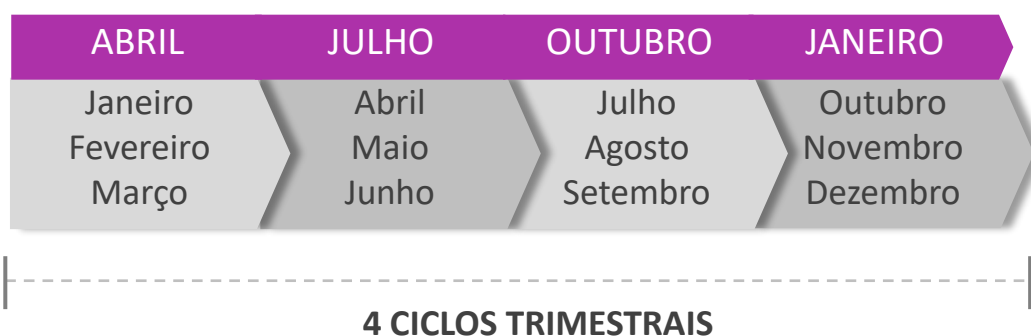 ABRIL JULHO OUTUBRO JANEIRO
Janeiro Abril Julho Outubro
Fevereiro Maio Agosto Novembro
Março Junho Setembro Dezembro
4 CICLOS TRIMESTRAIS